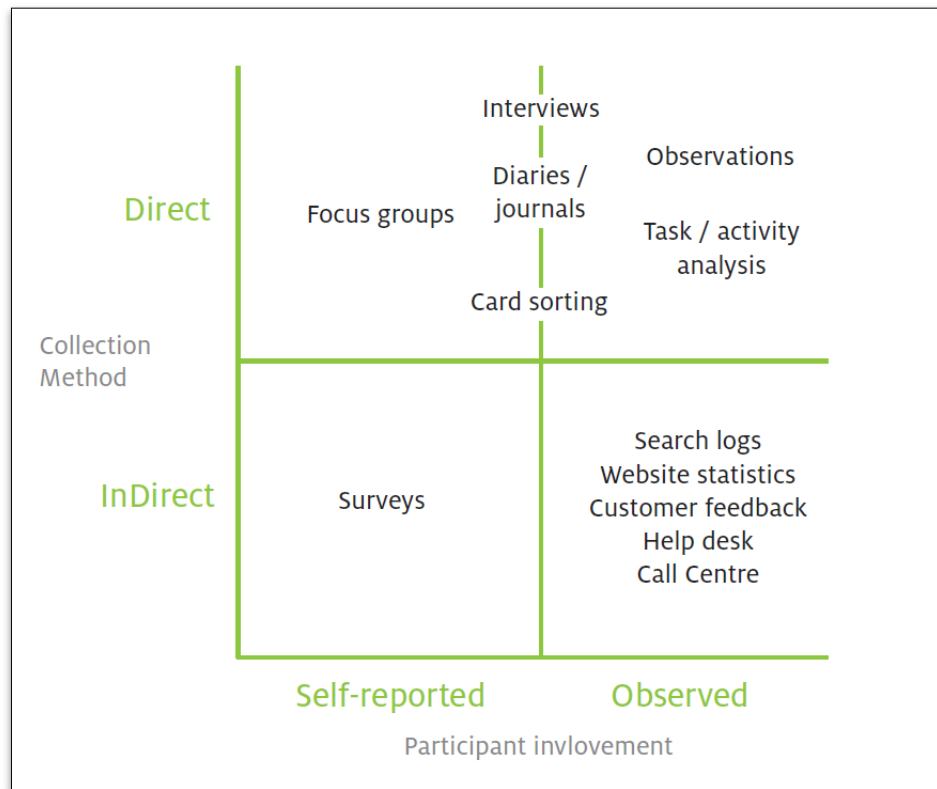 Interviews
Observations
Diaries /
journals
Direct
Focus groups
Task / activity
analysis
Card sorting
Collection
Method
Search logs
Website statistics
InDirect
Surveys
Customer feedback
Help desk
Call Centre
Self-reported
Observed
Participant invlovement